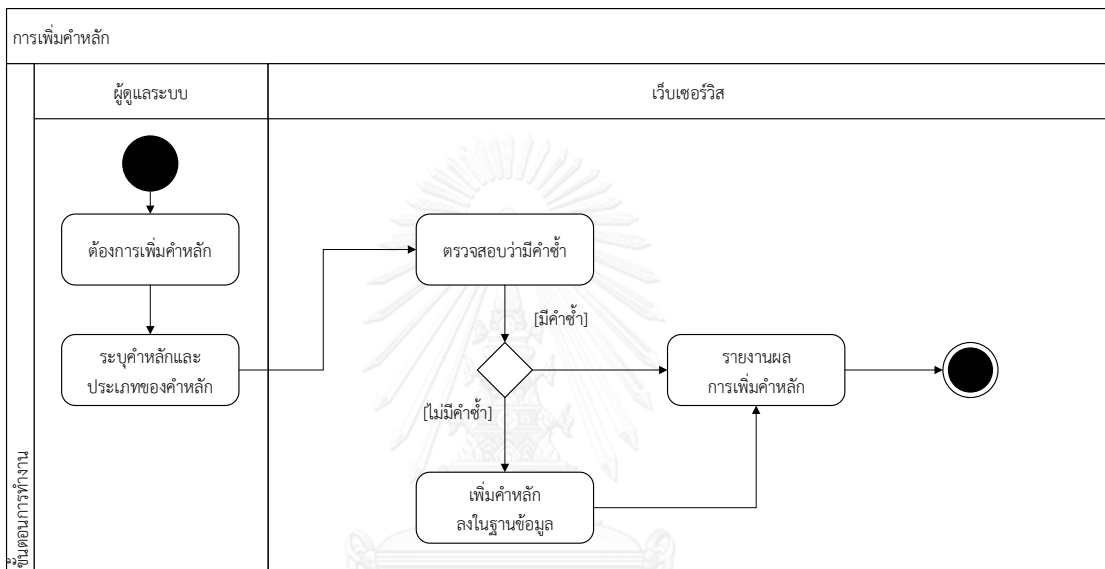 การเพิ่มคำหลัก
ผู้ดูแลระบบ
เว็บเซอร์วิส
ต้องการเพิ่มคำหลัก
ตรวจสอบว่ามีคำซ้ำ
[มีคำซ้ำ]
ระบุคำหลักและ
ประเภทของคำหลัก
รายงานผล
การเพิ่มคำหลัก
[ไม่มีคำซ้ำ]
เพิ่มคำหลัก
ลงในฐานข้อมูล
ขั้นตอนการทำงาน